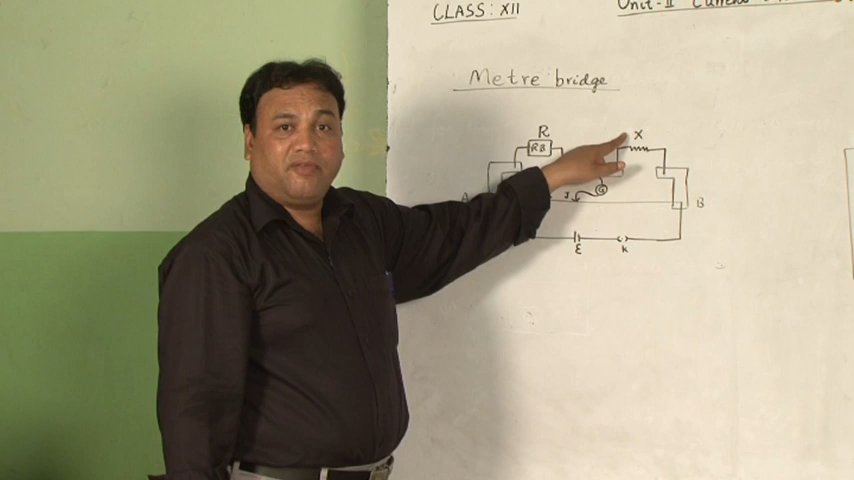 CLASS: XII
Unit-II
Metre bridge
R X
RB
G
A J B
E K